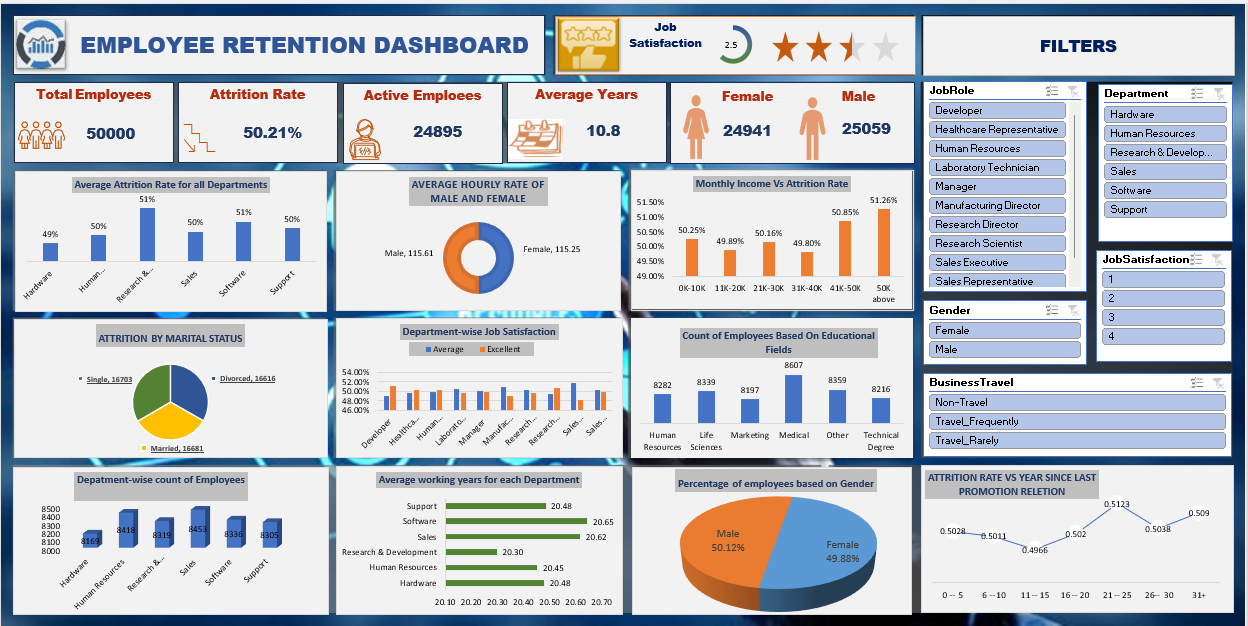 EMPLOYEE RETENTION DASHBOARD
Job
Satisfaction
2.5
FILTERS
Total Employees
50000
Attrition Rate
50.21%
Active Emploees
24895
Average Years
10.8
Female
24941
Male
25059
JobRole
Developer
Healthcare Representative
Human Resources
Laboratory Technician
Manager
Manufacturing Director
Research Director
Research Scientist
Sales Executive
Sales Representative
Department
Hardware
Human Resources
Research & Develop...
Sales
Software
Support
JobSatisfaction
1
2
3
4
Gender
Female
Male
BusinessTravel
Non-Travel
Travel_Frequently
Travel_Rarely
Average Attrition Rate for all Departments
49%
50%
51%
50%
51%
50%
Hardware
Human...
Research &...
Sales
Software
Support
AVERAGE HOURLY RATE OF
MALE AND FEMALE
Male, 115.61
Female, 115.25
Monthly Income Vs Attrition Rate
51.50%
51.00%
50.50%
50.00%
49.50%
49.00%
50.25%
49.89%
50.16%
49.80%
50.85%
51.26%
0K-10K
11K-20K
21K-30K
31K-40K
41K-50K
50K
above
ATTRITION BY MARITAL STATUS
Single, 16703
Divorced, 16616
Married, 16681
Department-wise Job Satisfaction
Average
Excellent
54.00%
52.00%
50.00%
48.00%
46.00%
Developer
Healthca...
Human...
Laborato...
Manager
Manufac...
Research...
Research...
Sales...
Sales...
Count of Employees Based On Educational
Fields
8282
8339
8197
8607
8359
8216
Human
Resources
Life
Sciences
Marketing
Medical
Other
Technical
Degree
Depatment-wise count of Employees
8500
8400
8300
8200
8100
8000
8169
8418
8319
8453
8336
8305
Hardware
Human Resources
Research &...
Sales
Software
Support
Average working years for each Department
Support
20.48
Software
20.65
Sales
20.62
Research & Development
20.30
Human Resources
20.45
Hardware
20.48
20.10 20.20 20.30 20.40 20.50 20.60 20.70
Percentage of employees based on Gender
Male
50.12%
Female
49.88%
ATTRITION RATE VS YEAR SINCE LAST
PROMOTION RELETION
0.5028
0.5011
0.4966
0.502
0.5123
0.5038
0.509
0 -- 5
6 --10
11 -- 15
16 -- 20
21 -- 25
26-- 30
31+